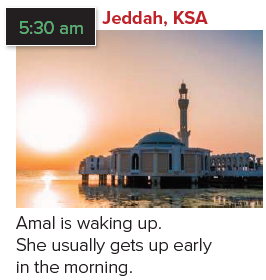 5:30 am
Jeddah, KSA
Amal is waking up.
She usually gets up early
in the morning.